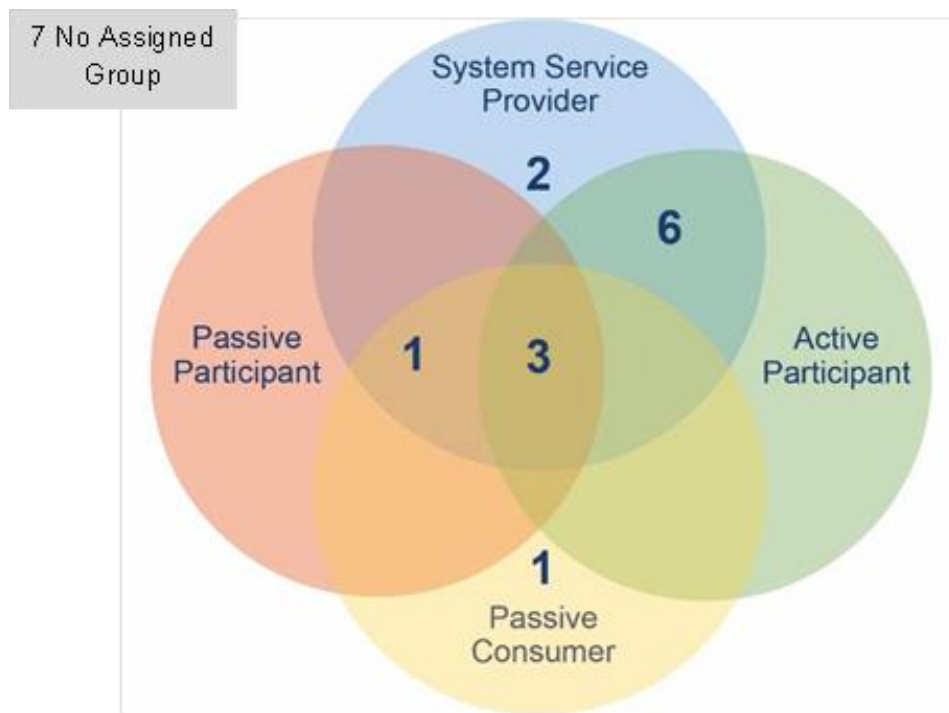 7 No Assigned
Group
System Service
Provider
2
6
Passive
Participant
1
3
Active
Participant
1
Passive
Consumer